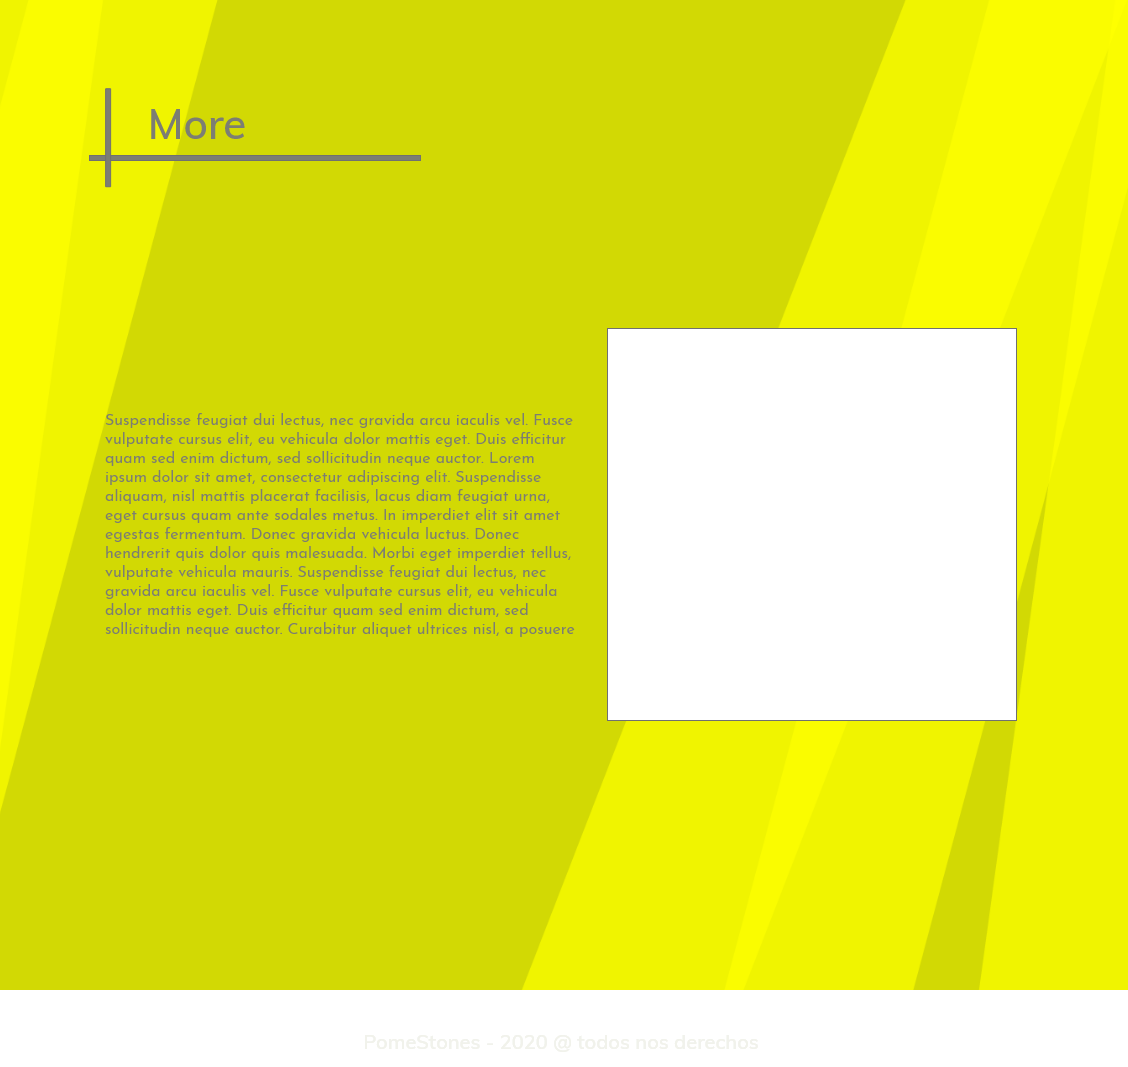 More
Suspendisse feugiat dui lectus, nec gravida arcu iaculis vel. Fusce
vulputate cursus elit, eu vehicula dolor mattis eget. Duis efficitur
quam sed enim dictum, sed sollicitudin neque auctor. Lorem
ipsum dolor sit amet, consectetur adipiscing elit. Suspendisse
aliquam, nisl mattis placerat facilisis, lacus diam feugiat urna,
eget cursus quam ante sodales metus. In imperdiet elit sit amet
egestas fermentum. Donec gravida vehicula luctus. Donec
hendrerit quis dolor quis malesuada. Morbi eget imperdiet tellus,
vulputate vehicula mauris. Suspendisse feugiat dui lectus, nec
gravida arcu iaculis vel. Fusce vulputate cursus elit, eu vehicula
dolor mattis eget. Duis efficitur quam sed enim dictum, sed
sollicitudin neque auctor. Curabitur aliquet ultrices nisl, a posuere
PomeStones - 2020 @ todos nos derechos